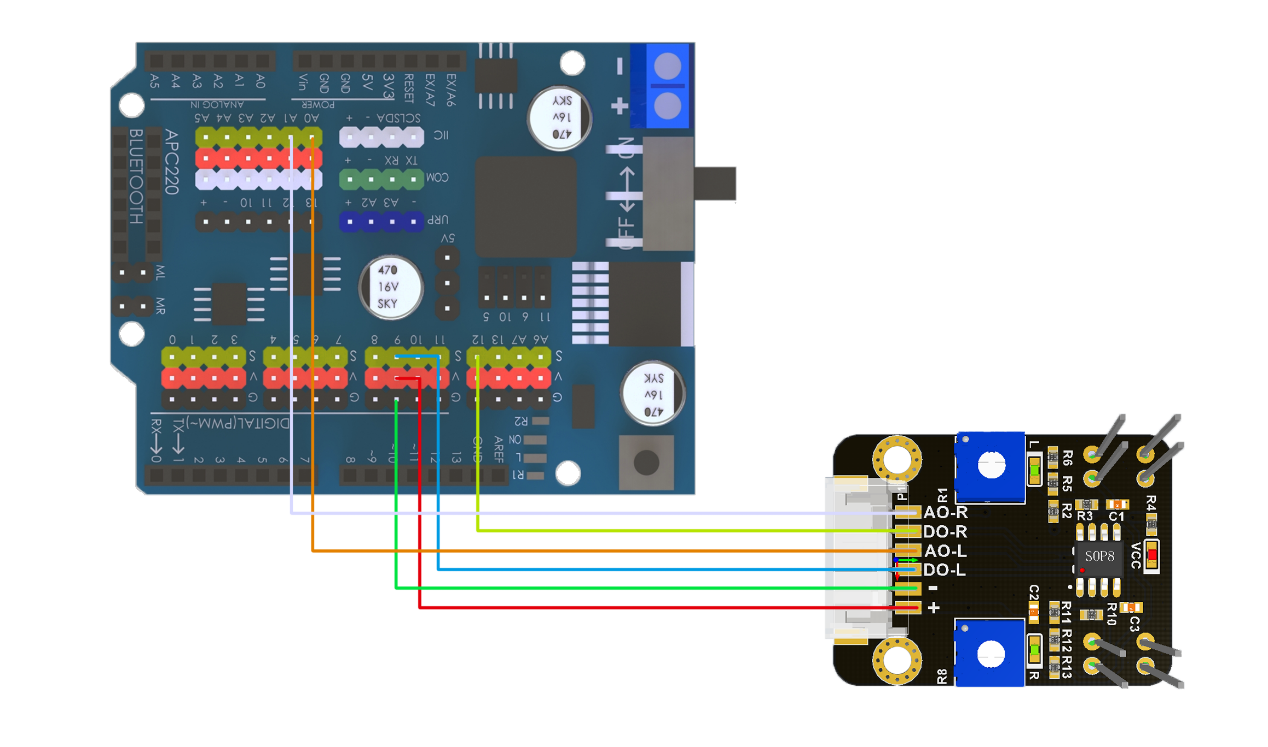 A5 A4 A3 A2 A1 A0
Vin GND GND 5V 3V3 RESET EX/A7 EX/A6
ANALOG IN
POWER
A5 A4 A3 A2 A1 A0
+ - SDA SCL
IIC
+ - RX TX
COM
+ - 10 11 12 13
+ A2 A3 -
URP
APC220
BLUETOOTH
ML
MR
SKY
16v
470
-
+
ON
OFF
5V
470
16V
SKY
5 10 6 11
0 1 2 3 S
V
G
4 5 6 7 S
V
G
8 9 10 11 S
V
G
12 13 A7 A6 S
V
G
SYK
16v
470
DIGITAL(PWM~)
RX
TX
0 1 2 3 4 5 6 7
8 ~9 ~10 ~11 12 13 GND AREF
R2
ON
L
R1
P1
R1
L
R6
R5
R2
R3
C1
R4
AO-R
DO-R
AO-L
DO-L
-
+
SOP8
VCC
C2
R11
R12
R13
R10
C3
R8
R